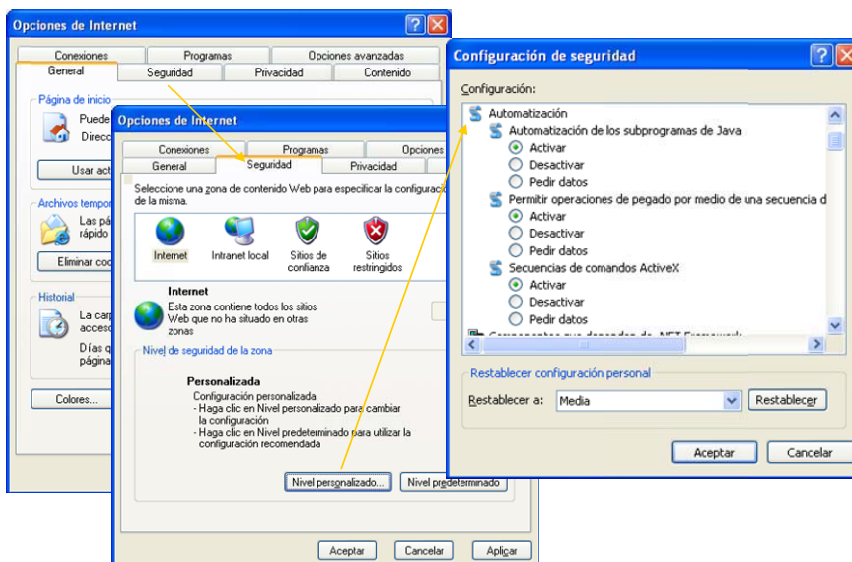 Opciones de Internet
Conexiones Programas Opciones avanzadas
General Seguridad Privacidad Contenido
Página de inicio
Puede
Direcc
Usar act
Archivos tempor
Las pá
rápido
Eliminar coo
Historial
La carp
acceso
Días q
página
Colores...
Opciones de Internet
Conexiones Programas Opciones
General Seguridad Privacidad
Seleccione una zona de contenido Web para especificar la configuració
de la misma.
Internet Intranet local Sitios de confianza Sitios restringidos
Internet
Esta zona contiene todos los sitios
Web que no ha situado en otras
zonas
Nivel de seguridad de la zona
Personalizada
Configuración personalizada
- Haga clic en Nivel personalizado para cambiar
la configuración
- Haga clic en Nivel predeterminado para utilizar la
configuración recomendada
Nivel personalizado... Nivel predeterminado
Aceptar Cancelar Aplicar
Configuración de seguridad
Configuración:
Automatización
Automatización de los subprogramas de Java
Activar
Desactivar
Pedir datos
Permitir operaciones de pegado por medio de una secuencia d
Activar
Desactivar
Pedir datos
Secuencias de comandos ActiveX
Activar
Desactivar
Pedir datos
Componentes que dependen de .NET Framework
Restablecer configuración personal
Restablecer a: Media Restablecer
Aceptar Cancelar